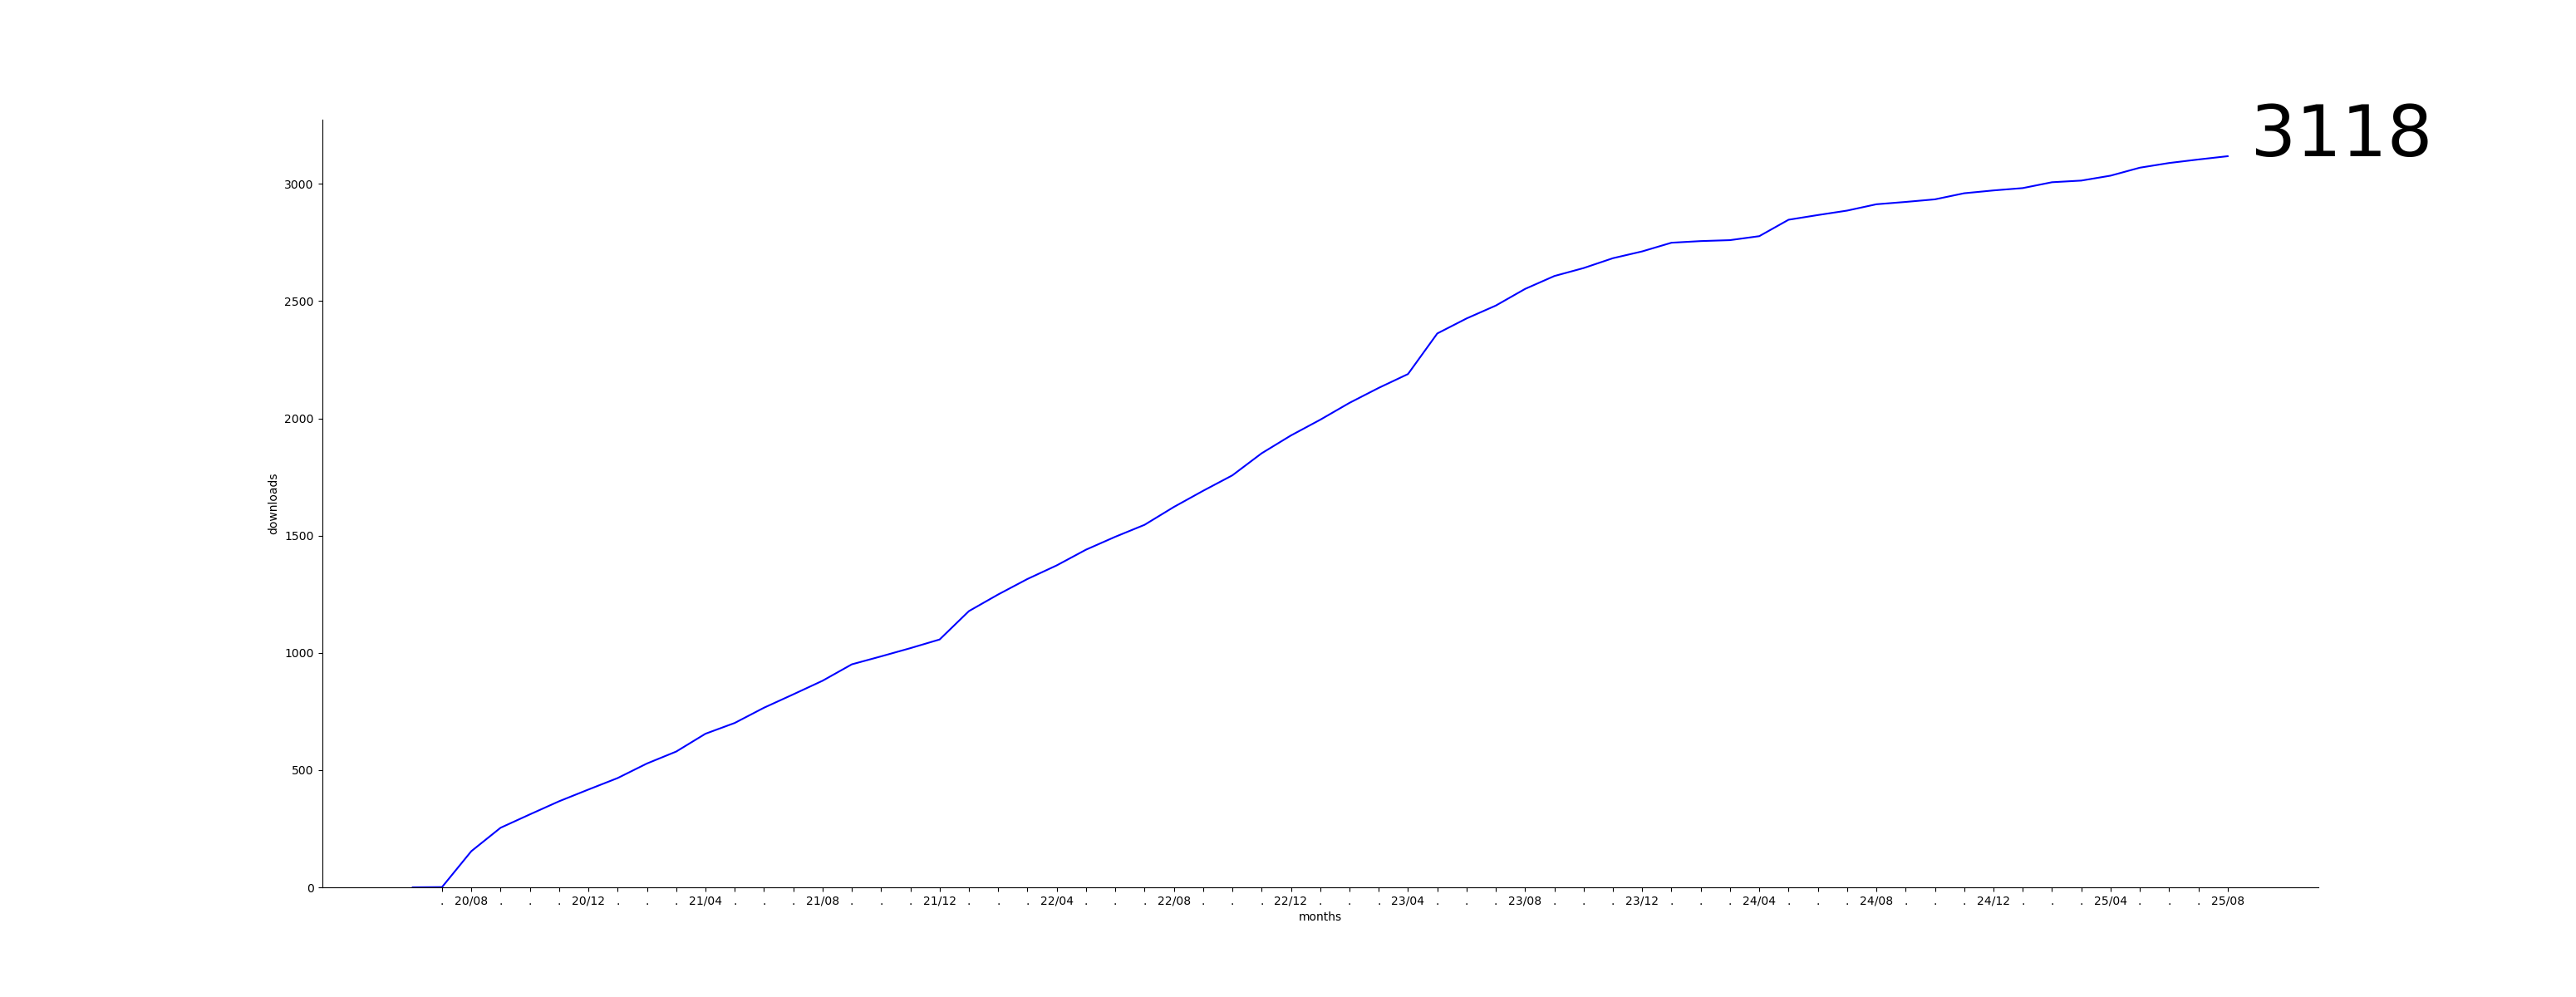 3118
3000
2500
2000
1500
1000
500
0
downloads
. 20/08 . . . 20/12 . . . 21/04 . . . 21/08 . . . 21/12 . . . 22/04 . . . 22/08 . . . 22/12 . . . 23/04 . . . 23/08 . . . 23/12 . . . 24/04 . . . 24/08 . . . 24/12 . . . 25/04 . . . 25/08
months